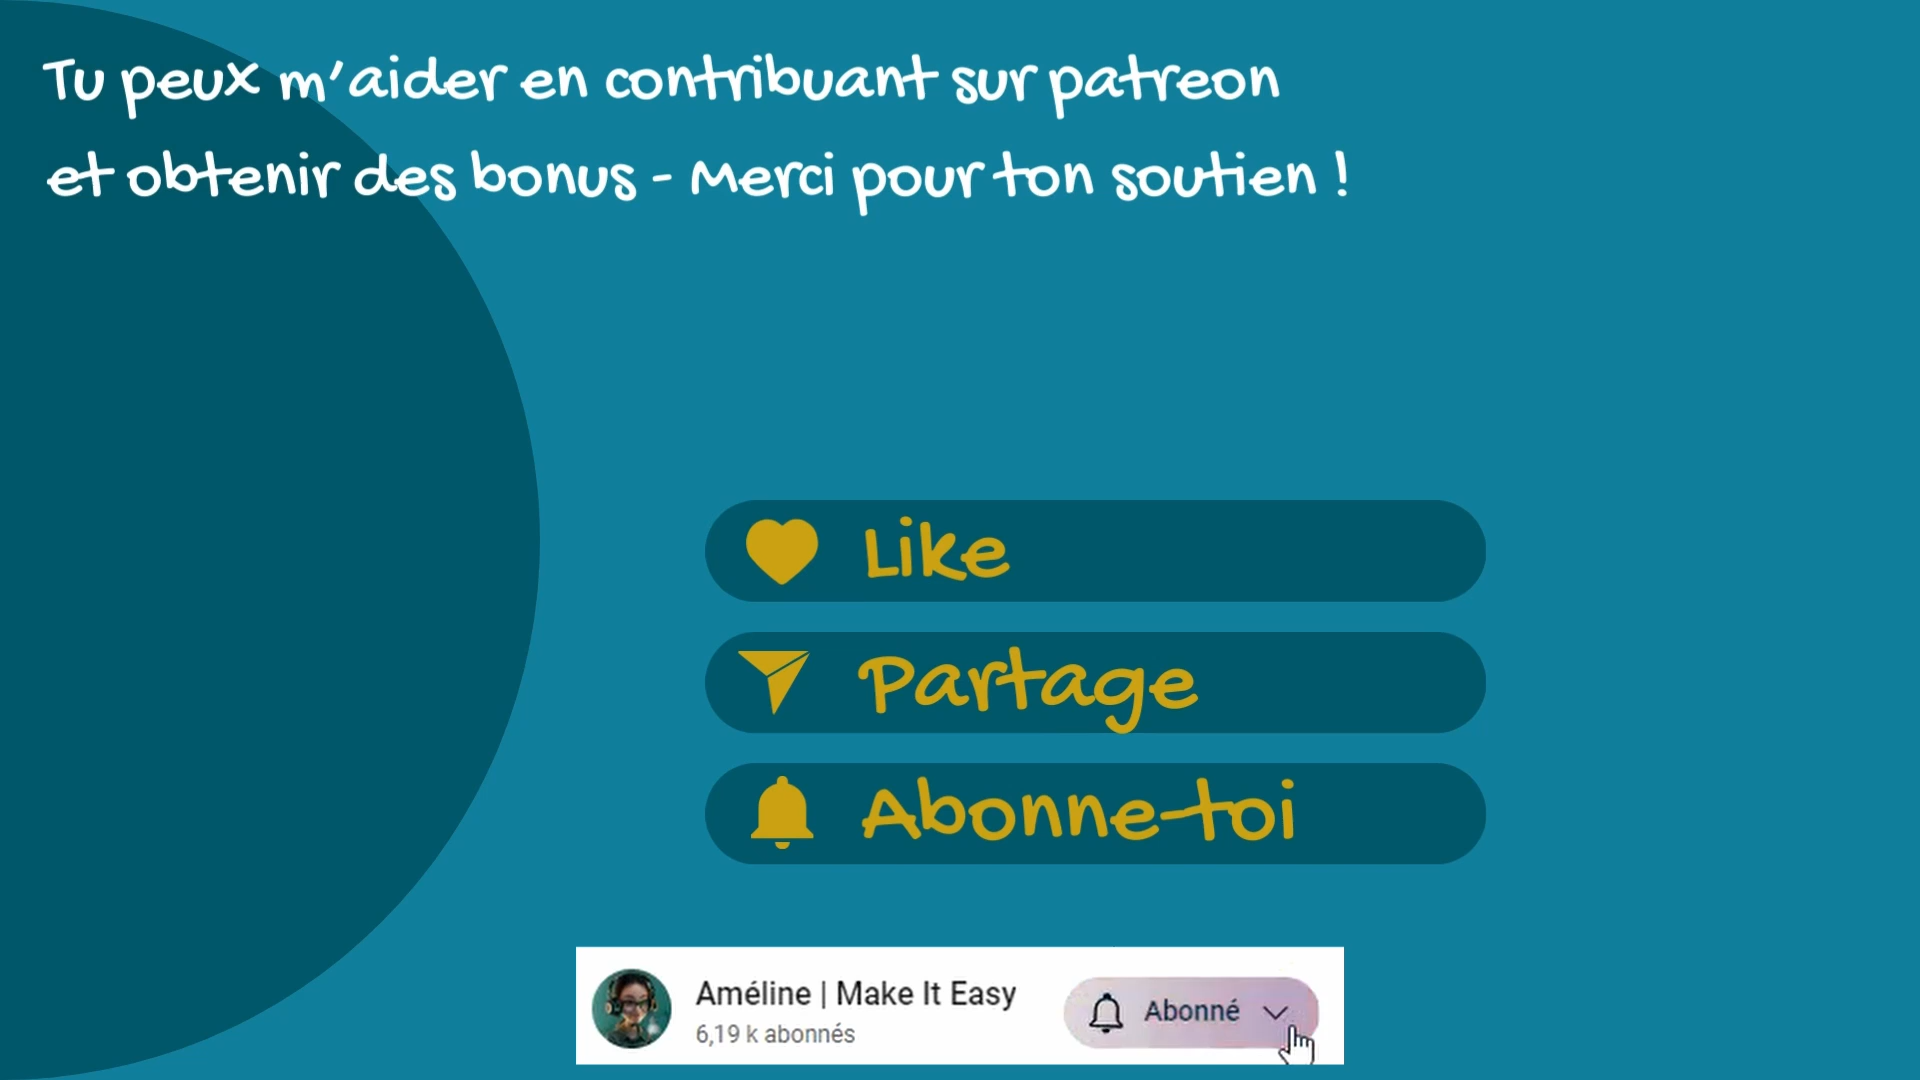 Tu peux m'aider en contribuant sur patreon
et obtenir des bonus - Merci pour ton soutien !
Like
Partage
Abonne-toi
Améline | Make It Easy
6,19 k abonnés
Abonné